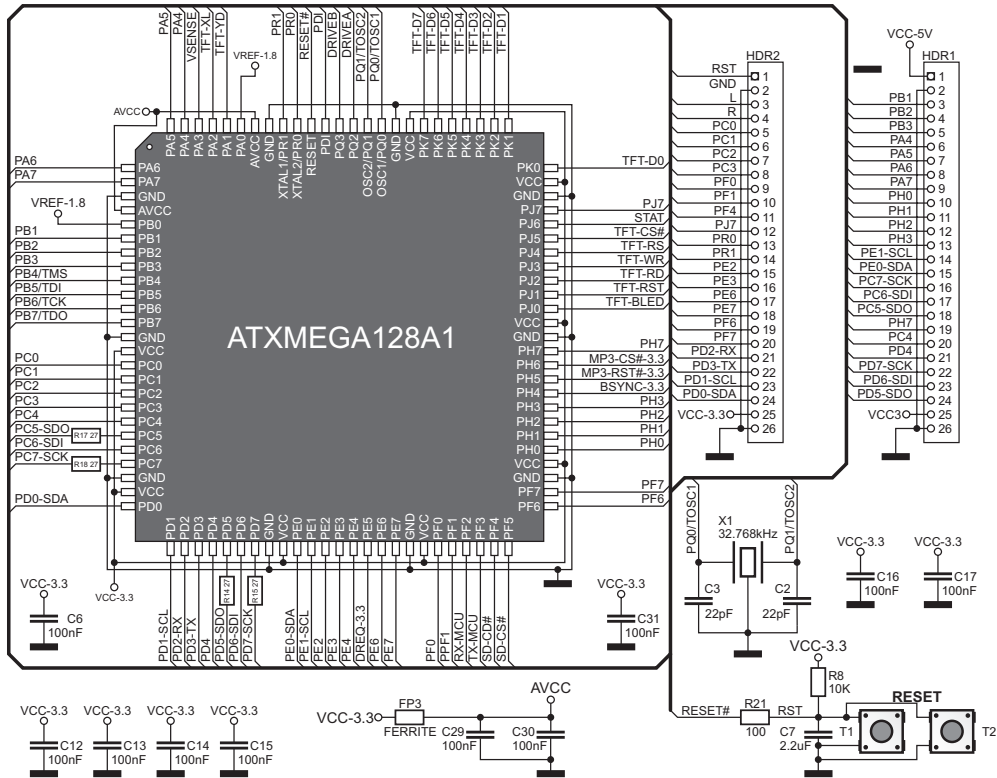 PA5
PA4
VSENSE
TFT-XL
TFT-YD
VREF-1.8
PR1
PR0
RESET#
PDI
DRIVEB
DRIVEA
PQ1/TOSC2
PQ0/TOSC1
TFT-D7
TFT-D6
TFT-D5
TFT-D4
TFT-D3
TFT-D2
TFT-D1
AVCC
PA5
PA4
PA3
PA2
PA1
PA0
AVCC
GND
XTAL1/PR1
XTAL2/PR0
RESET
PDI
PQ3
PQ2
OSC2/PQ1
OSC1/PQ0
GND
VCC
PK7
PK6
PK5
PK4
PK3
PK2
PK1
PA6
PA7
VREF-1.8
PB1
PB2
PB3
PB4/TMS
PB5/TDI
PB6/TCK
PB7/TDO
PC0
PC1
PC2
PC3
PC4
PC5-SDO
R17 27
PC6-SDI
PC7-SCK
R18 27
PD0-SDA
PA6
PA7
GND
AVCC
PB0
PB1
PB2
PB3
PB4
PB5
PB6
PB7
GND
VCC
PC0
PC1
PC2
PC3
PC4
PC5
PC6
PC7
GND
VCC
PD0
ATXMEGA128A1
PK0
VCC
GND
PJ7
PJ6
PJ5
PJ4
PJ3
PJ2
PJ1
PJ0
VCC
GND
PH7
PH6
PH5
PH4
PH3
PH2
PH1
PH0
VCC
GND
PF7
PF6
TFT-D0
PJ7
STAT
TFT-CS#
TFT-RS
TFT-WR
TFT-RD
TFT-RST
TFT-BLED
PH7
MP3-CS#-3.3
MP3-RST#-3.3
BSYNC-3.3
PH3
PH2
PH1
PH0
PF7
PF6
PD1
PD2
PD3
PD4
PD5
PD6
PD7
GND
VCC
PE0
PE1
PE2
PE3
PE4
PE5
PE6
PE7
GND
VCC
PF0
PF1
PF2
PF3
PF4
PF5
VCC-3.3
R14 27
R15 27
PD1-SCL
PD2-RX
PD3-TX
PD4
PD5-SDO
PD6-SDI
PD7-SCK
PE0-SDA
PE1-SCL
PE2
PE3
PE4
DREQ-3.3
PE6
PE7
PF0
PPF1
RX-MCU
TX-MCU
SD-CD#
SD-CS#
VCC-3.3
C6
100nF
VCC-3.3
C31
100nF
HDR2
RST 1
GND 2
L 3
R 4
PC0 5
PC1 6
PC2 7
PC3 8
PF0 9
PF1 10
PF4 11
PJ7 12
PR0 13
PR1 14
PE2 15
PE3 16
PE6 17
PE7 18
PF6 19
PF7 20
PD2-RX 21
PD3-TX 22
PD1-SCL 23
PD0-SDA 24
VCC-3.3 25
26
VCC-5V
HDR1
1
2
PB1 3
PB2 4
PB3 5
PA4 6
PA5 7
PA6 8
PA7 9
PH0 10
PH1 11
PH2 12
PH3 13
PE1-SCL 14
PE0-SDA 15
PC7-SCK 16
PC6-SDI 17
PC5-SDO 18
PH7 19
PC4 20
PD4 21
PD7-SCK 22
PD6-SDI 23
PD5-SDO 24
VCC3 25
26
PQ0/TOSC1
PQ1/TOSC2
X1
32.768kHz
C3
22pF
C2
22pF
VCC-3.3
C16
100nF
VCC-3.3
C17
100nF
VCC-3.3
R8
10K
RESET
RESET#
R21
100
RST
C7
2.2uF
T1
T2
VCC-3.3
C12
100nF
VCC-3.3
C13
100nF
VCC-3.3
C14
100nF
VCC-3.3
C15
100nF
VCC-3.3
FP3
FERRITE
C29
100nF
AVCC
C30
100nF